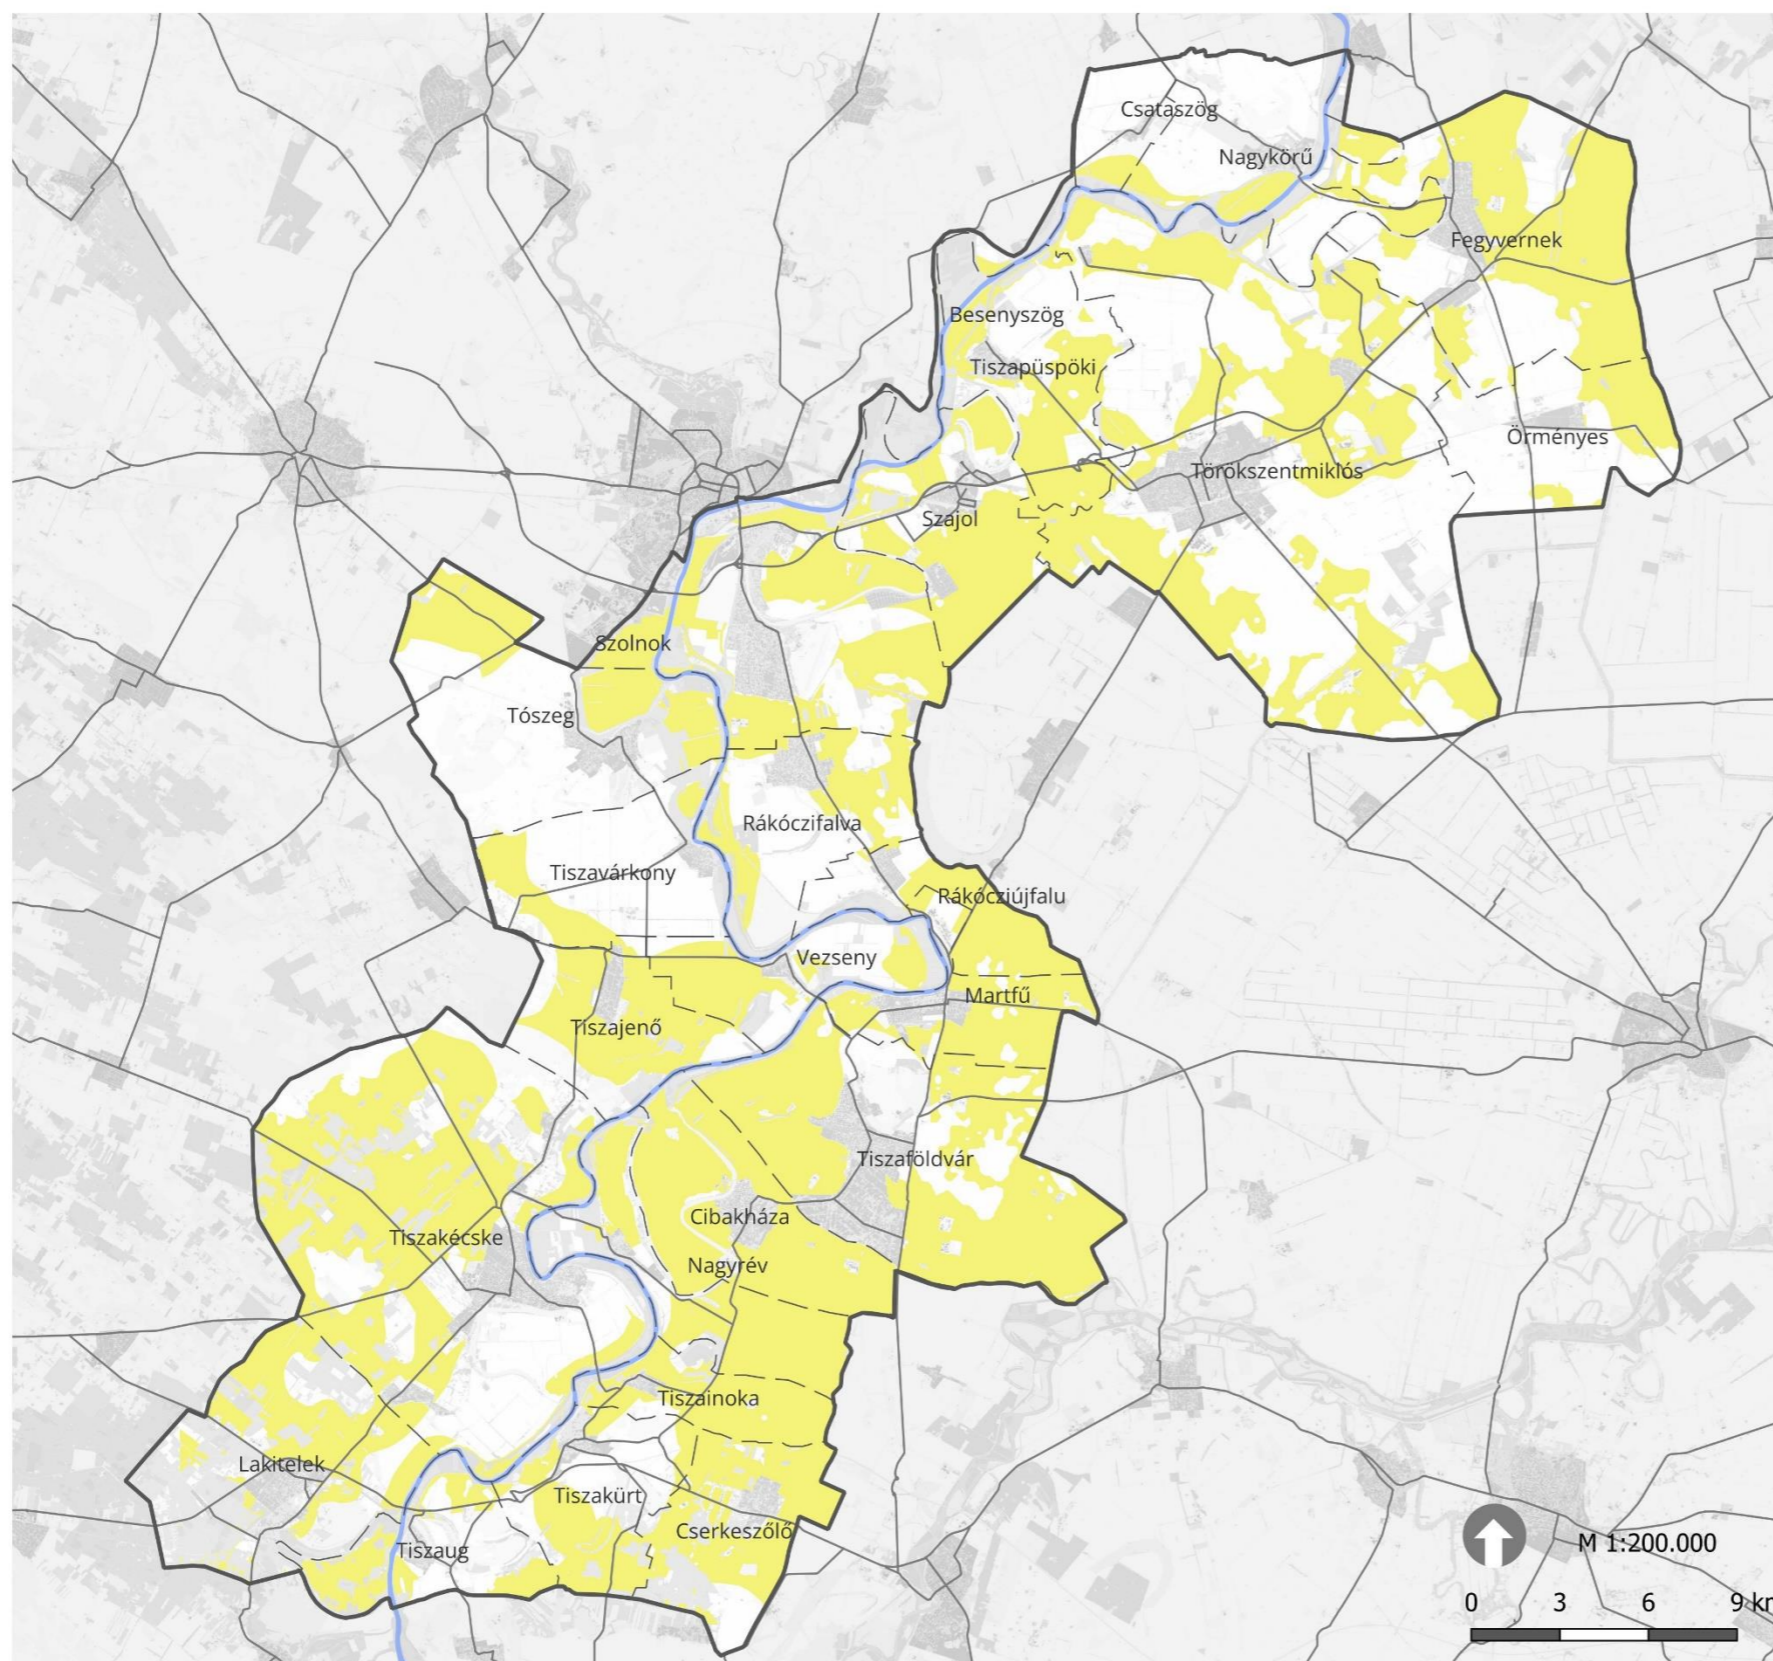 Csataszög
Nagykörű
Fegyvernek
Besenyszög
Tiszapüspöki
Örményes
Törökszentmiklós
Szajol
Szolnok
Tószeg
Rákóczifalva
Tiszavárkony
Rákócziújfalu
Vezseny
Martfű
Tiszajenő
Tiszaföldvár
Cibakháza
Tiszakécske
Nagyrév
Tiszainoka
Lakitelek
Tiszakürt
Cserkeszőlő
Tiszaug
M 1:200.000
0 3 6 9 km